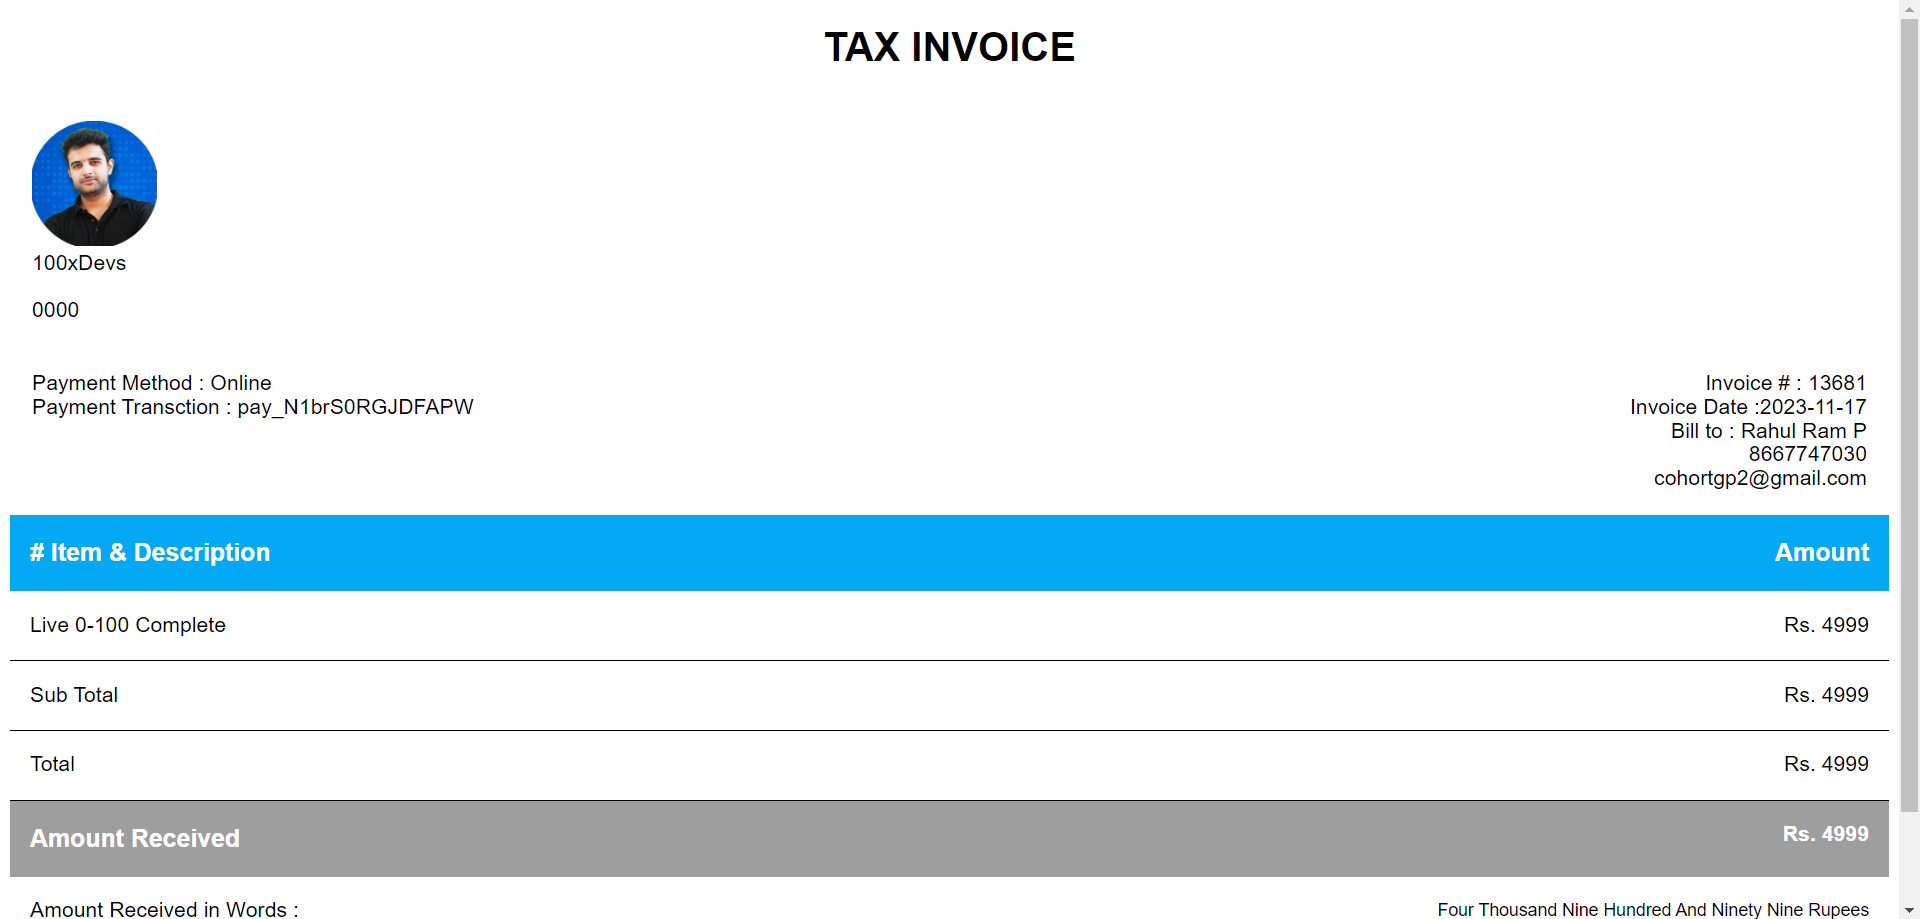 TAX INVOICE
100xDevs
0000
Payment Method : Online
Payment Transction : pay_N1brS0RGJDFAPW
Invoice # : 13681
Invoice Date :2023-11-17
Bill to : Rahul Ram P
8667747030
cohortgp2@gmail.com
# Item & Description Amount
Live 0-100 Complete Rs. 4999
Sub Total Rs. 4999
Total Rs. 4999
Amount Received Rs. 4999
Amount Received in Words : Four Thousand Nine Hundred And Ninety Nine Rupees